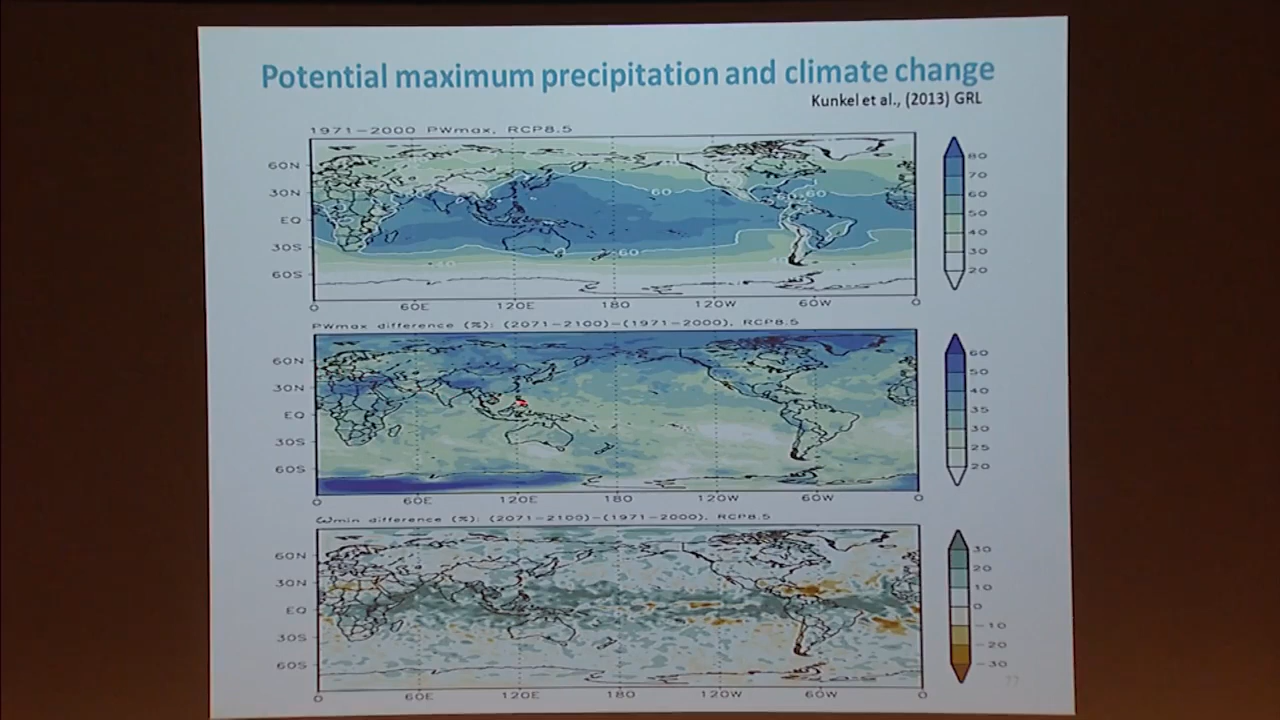 Potential maximum precipitation and climate change
Kunkel et al., (2013) GRL
1971-2000 PWmax, RCP8.5
60N
30N
EQ
30S
60S
60
60
60
0 60E 120E 180 120W 60W 0
80
70
60
50
40
30
20
PWmax difference (%): (2071-2100)-(1971-2000), RCP8.5
60N
30N
EQ
30S
60S
0 60E 120E 180 120W 60W 0
60
50
40
35
30
25
20
ωmin difference (%): (2071-2100)-(1971-2000), RCP8.5
60N
30N
EQ
30S
60S
0 60E 120E 180 120W 60W 0
30
20
10
0
-10
-20
-30
77